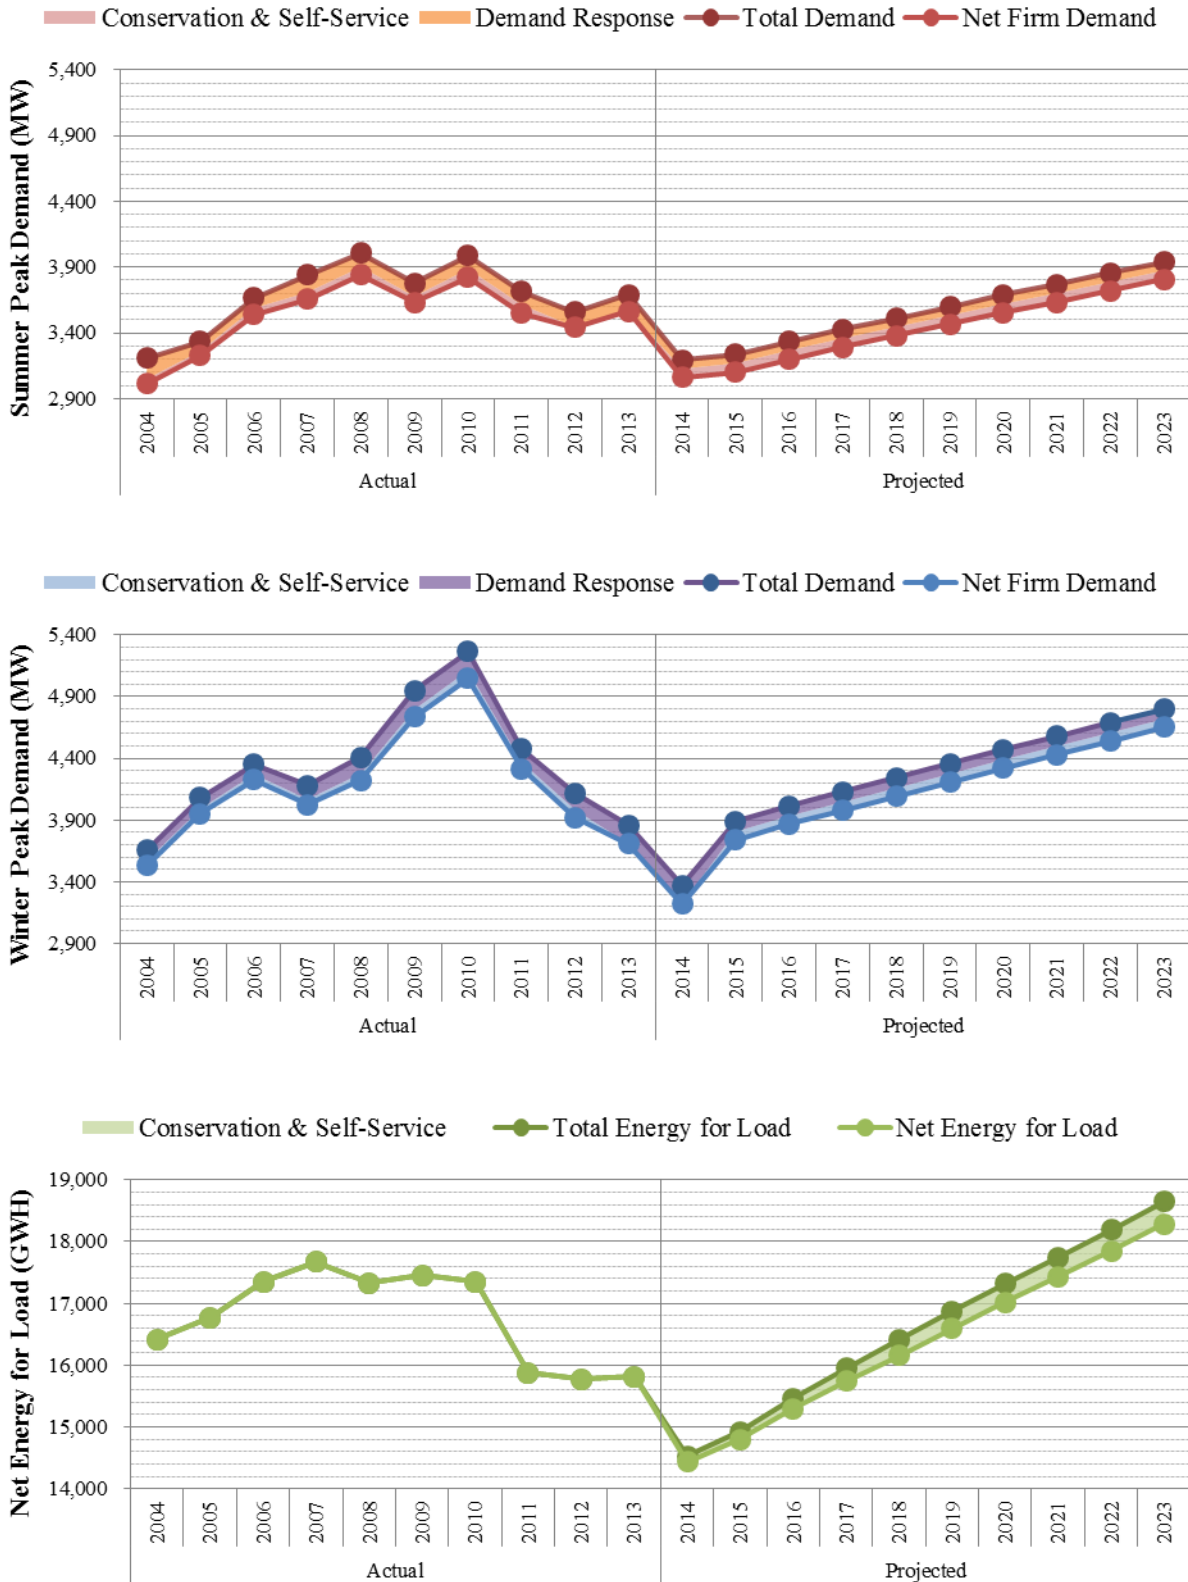 Conservation & Self-Service Demand Response Total Demand Net Firm Demand
Summer Peak Demand (MW)
5,400
4,900
4,400
3,900
3,400
2,900
2004 2005 2006 2007 2008 2009 2010 2011 2012 2013 2014 2015 2016 2017 2018 2019 2020 2021 2022 2023
Actual Projected
Conservation & Self-Service Demand Response Total Demand Net Firm Demand
Winter Peak Demand (MW)
5,400
4,900
4,400
3,900
3,400
2,900
2004 2005 2006 2007 2008 2009 2010 2011 2012 2013 2014 2015 2016 2017 2018 2019 2020 2021 2022 2023
Actual Projected
Conservation & Self-Service Total Energy for Load Net Energy for Load
Net Energy for Load (GWH)
19,000
18,000
17,000
16,000
15,000
14,000
2004 2005 2006 2007 2008 2009 2010 2011 2012 2013 2014 2015 2016 2017 2018 2019 2020 2021 2022 2023
Actual Projected